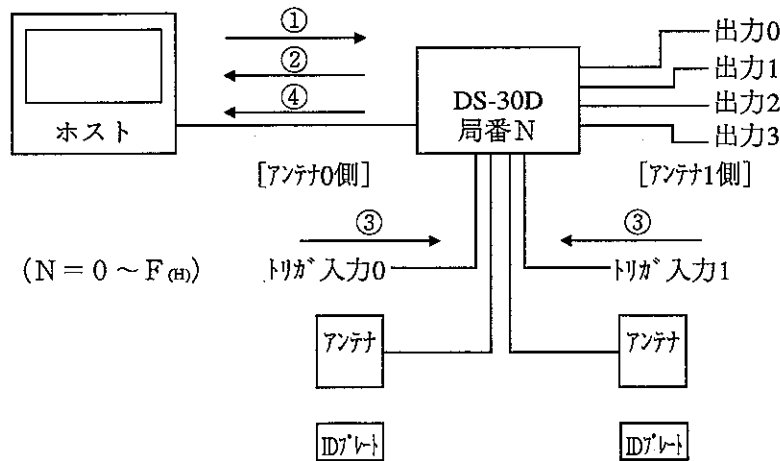 ①
出力0
②
出力1
④
DS-30D
出力2
ホスト
局番N
出力3
[アンテナ0側]
[アンテナ1側]
③
③
(N = 0 ~ F(H))
トリガ入力0
トリガ入力1
アンテナ
アンテナ
IDプレート
IDプレート